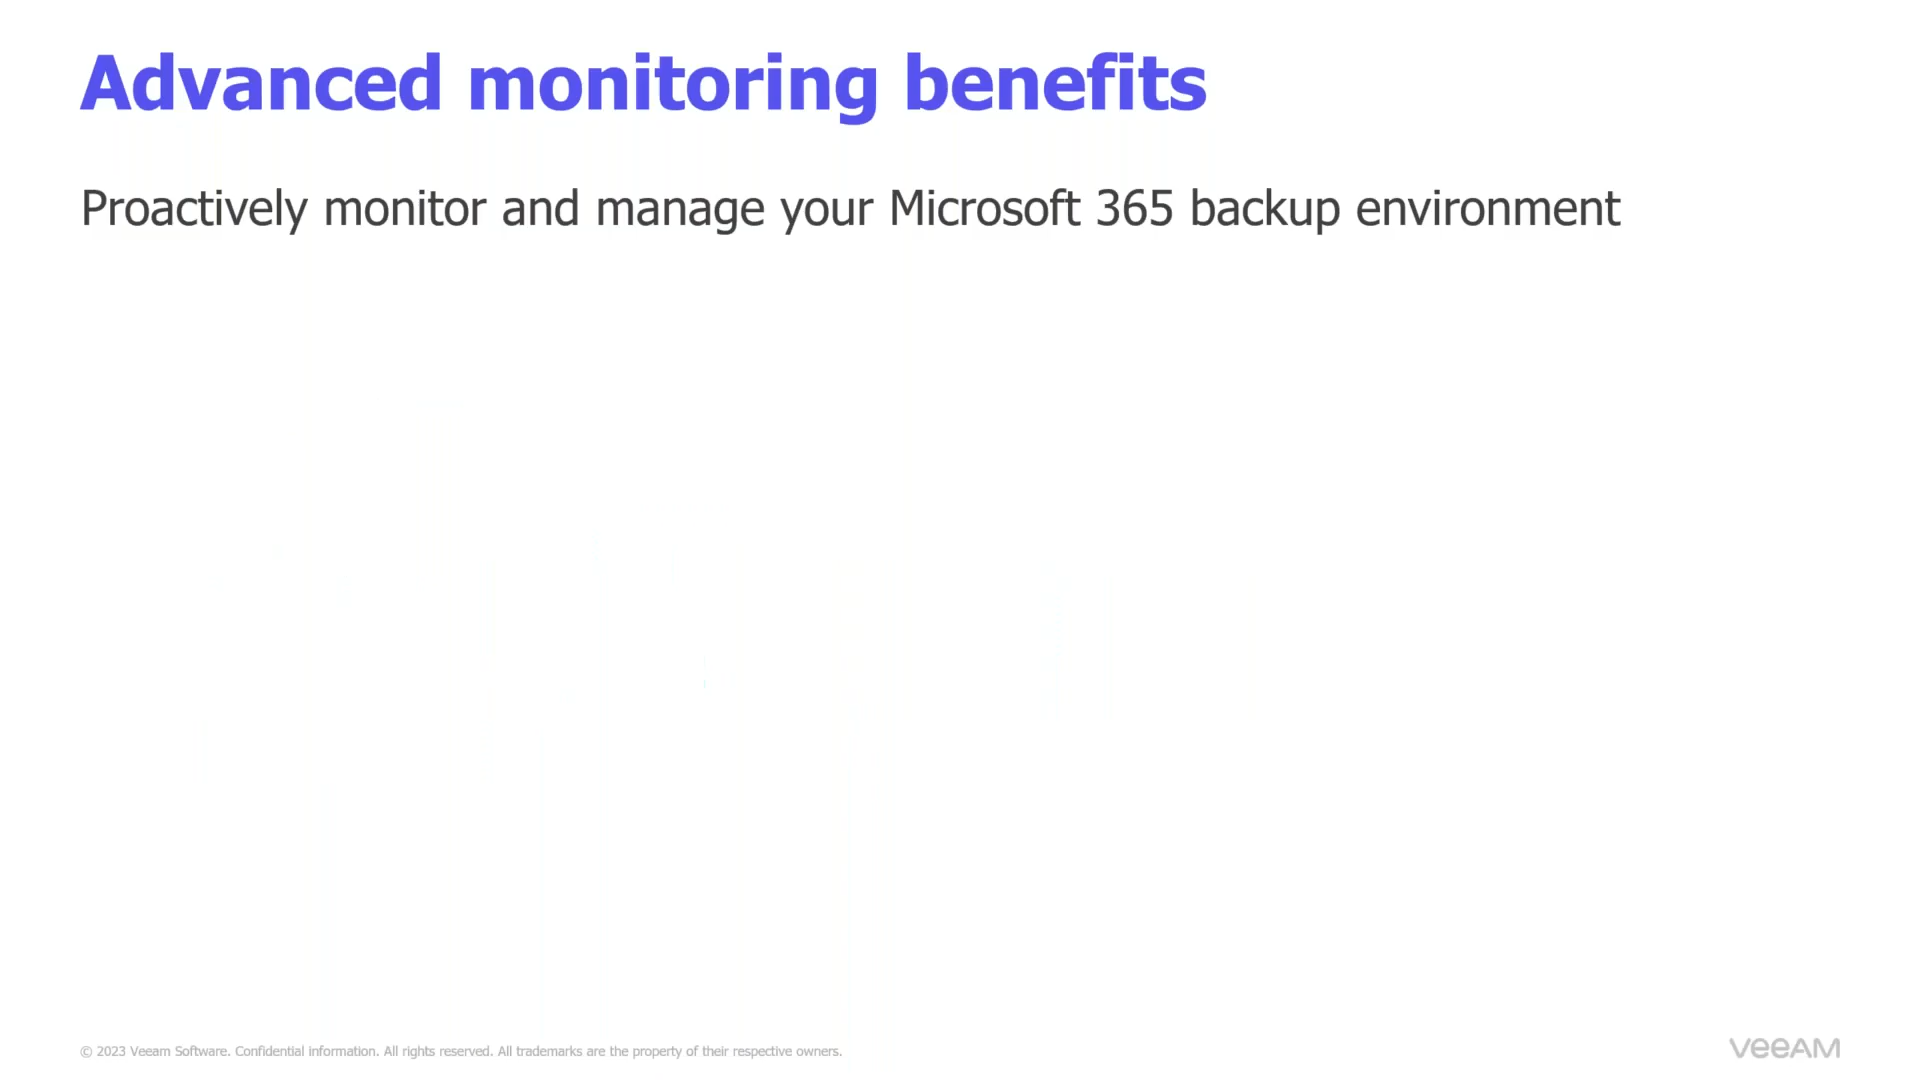 Advanced monitoring benefits
Proactively monitor and manage your Microsoft 365 backup environment
© 2023 Veeam Software. Confidential information. All rights reserved. All trademarks are the property of their respective owners.
veeAM